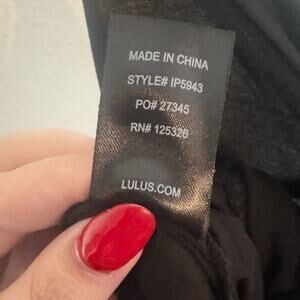 MADE IN CHINA
STYLE# IP5943
PO# 27345
RN# 125326
LULUS.COM